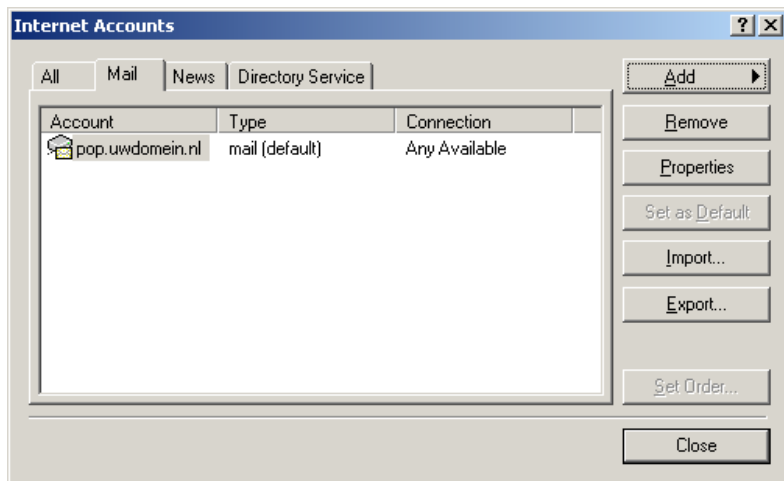 Internet Accounts
All Mail News Directory Service
Account Type Connection
pop.uwdomein.nl mail (default) Any Available
Add
Remove
Properties
Set as Default
Import...
Export...
Set Order...
Close